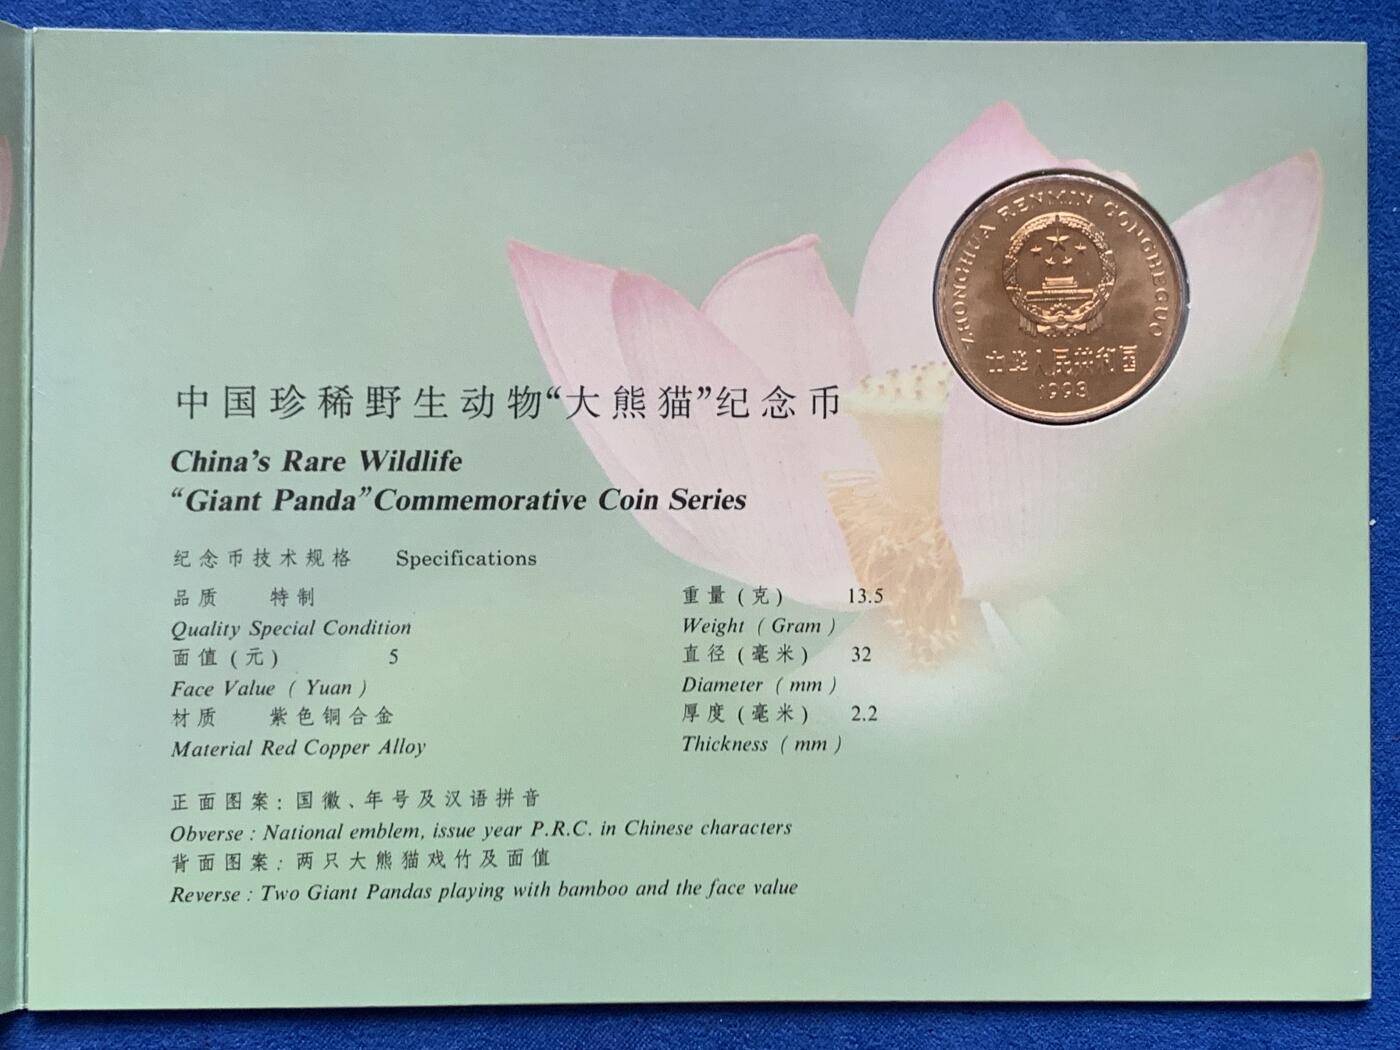 ZHONGHUA RENMIN GONGHEGUO
中华人民共和国
1993
中国珍稀野生动物“大熊猫”纪念币
China's Rare Wildlife
“Giant Panda”Commemorative Coin Series
纪念币技术规格 Specifications
品质 特制
Quality Special Condition
面值(元) 5
Face Value ( Yuan )
材质 紫色铜合金
Material Red Copper Alloy
重量(克) 13.5
Weight ( Gram )
直径(毫米) 32
Diameter ( mm )
厚度(毫米) 2.2
Thickness ( mm )
正面图案:国徽、年号及汉语拼音
Obverse : National emblem, issue year P.R.C. in Chinese characters
背面图案:两只大熊猫戏竹及面值
Reverse : Two Giant Pandas playing with bamboo and the face value